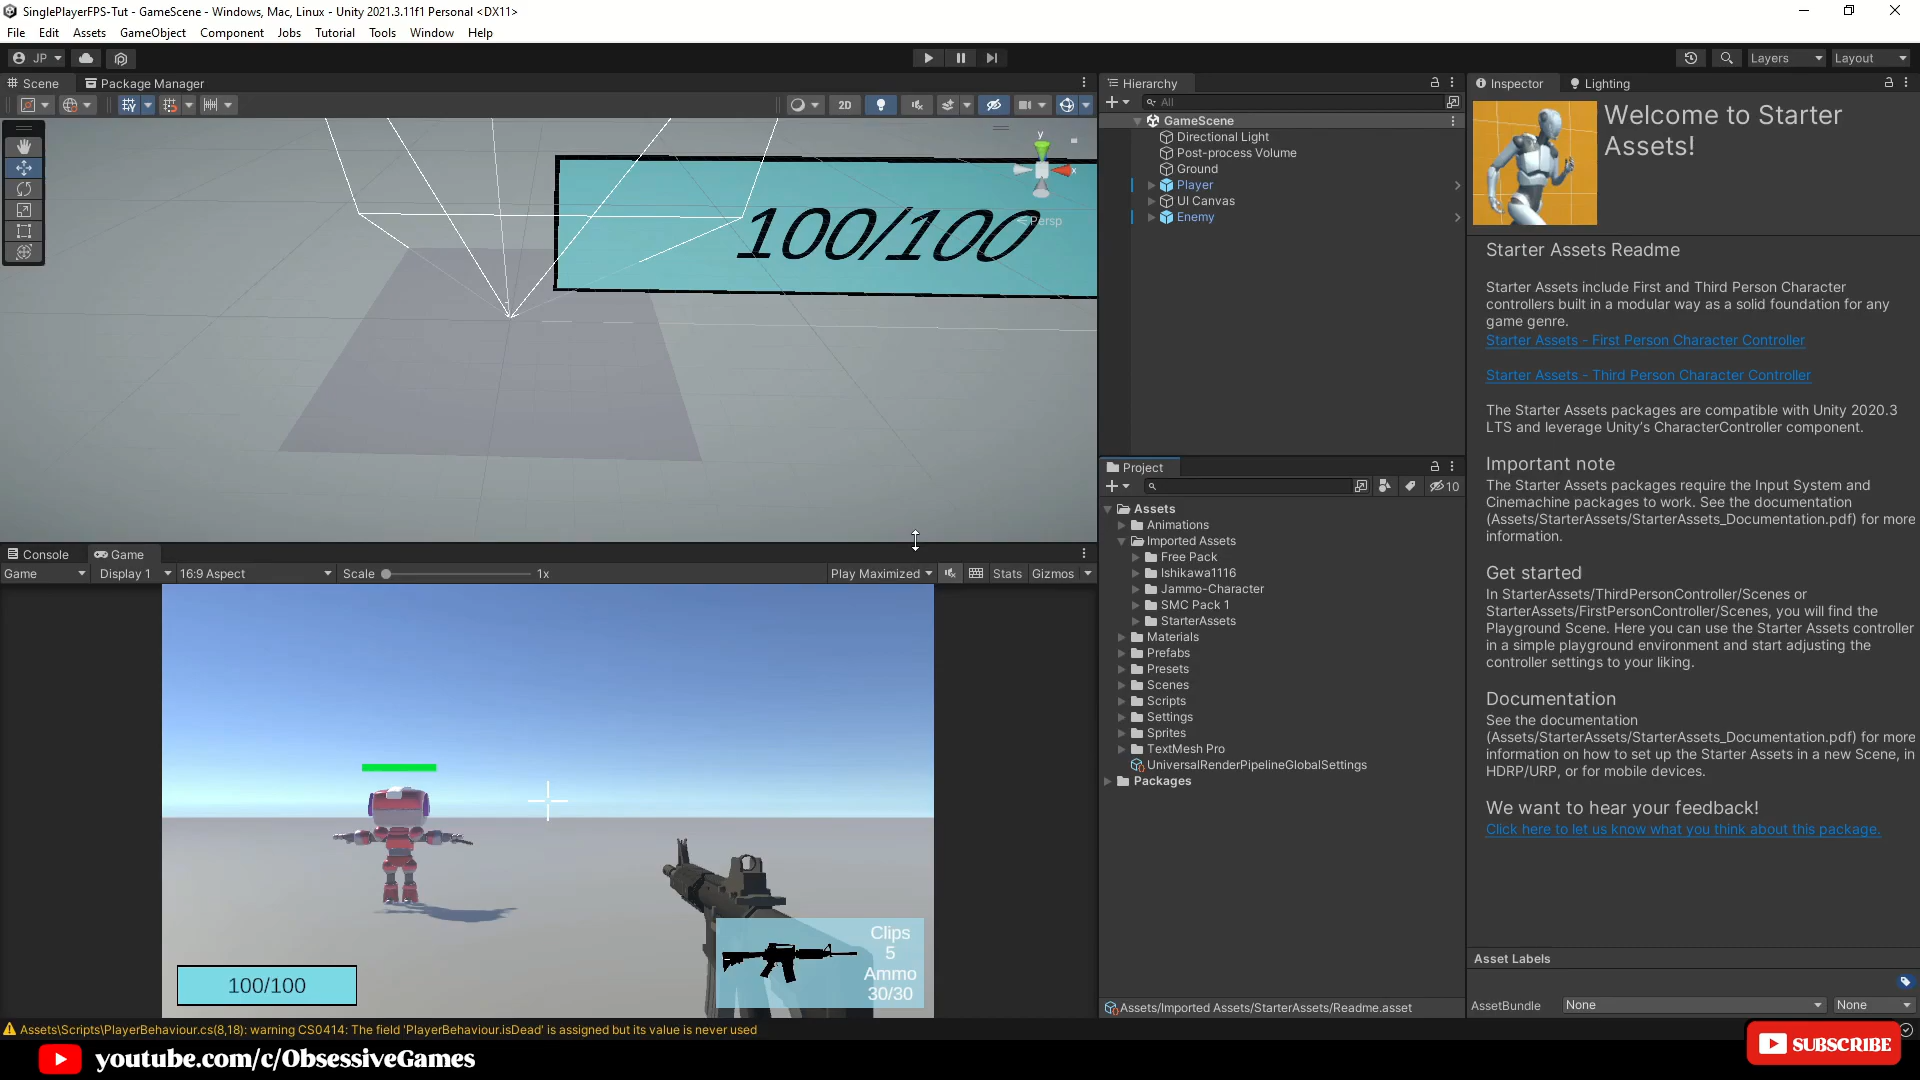 SinglePlayerFPS-Tut - GameScene - Windows, Mac, Linux - Unity 2021.3.11f1 Personal <DX11>
File Edit Assets GameObject Component Jobs Tutorial Tools Window Help
JP
Layers
Layout
Scene
Package Manager
2D
100/100
y
x
Persp
Hierarchy
All
GameScene
Directional Light
Post-process Volume
Ground
Player
UI Canvas
Enemy
Project
10
Assets
Animations
Imported Assets
Free Pack
Ishikawa1116
Jammo-Character
SMC Pack 1
StarterAssets
Materials
Prefabs
Presets
Scenes
Scripts
Settings
Sprites
TextMesh Pro
UniversalRenderPipelineGlobalSettings
Packages
Assets/Imported Assets/StarterAssets/Readme.asset
Inspector
Lighting
Welcome to Starter
Assets!
Starter Assets Readme
Starter Assets include First and Third Person Character
controllers built in a modular way as a solid foundation for any
game genre.
Starter Assets - First Person Character Controller
Starter Assets - Third Person Character Controller
The Starter Assets packages are compatible with Unity 2020.3
LTS and leverage Unity’s CharacterController component.
Important note
The Starter Assets packages require the Input System and
Cinemachine packages to work. See the documentation
(Assets/StarterAssets/StarterAssets_Documentation.pdf) for more
information.
Get started
In StarterAssets/ThirdPersonController/Scenes or
StarterAssets/FirstPersonController/Scenes, you will find the
Playground Scene. Here you can use the Starter Assets controller
in a simple playground environment and start adjusting the
controller settings to your liking.
Documentation
See the documentation
(Assets/StarterAssets/StarterAssets_Documentation.pdf) for more
information on how to set up the Starter Assets in a new Scene, in
HDRP/URP, or for mobile devices.
We want to hear your feedback!
Click here to let us know what you think about this package.
Asset Labels
AssetBundle None None
Console
Game
Game Display 1 16:9 Aspect Scale 1x Play Maximized Stats Gizmos
100/100
Clips
5
Ammo
30/30
Assets\Scripts\PlayerBehaviour.cs(8,18): warning CS0414: The field 'PlayerBehaviour.isDead' is assigned but its value is never used
youtube.com/c/ObsessiveGames
SUBSCRIBE